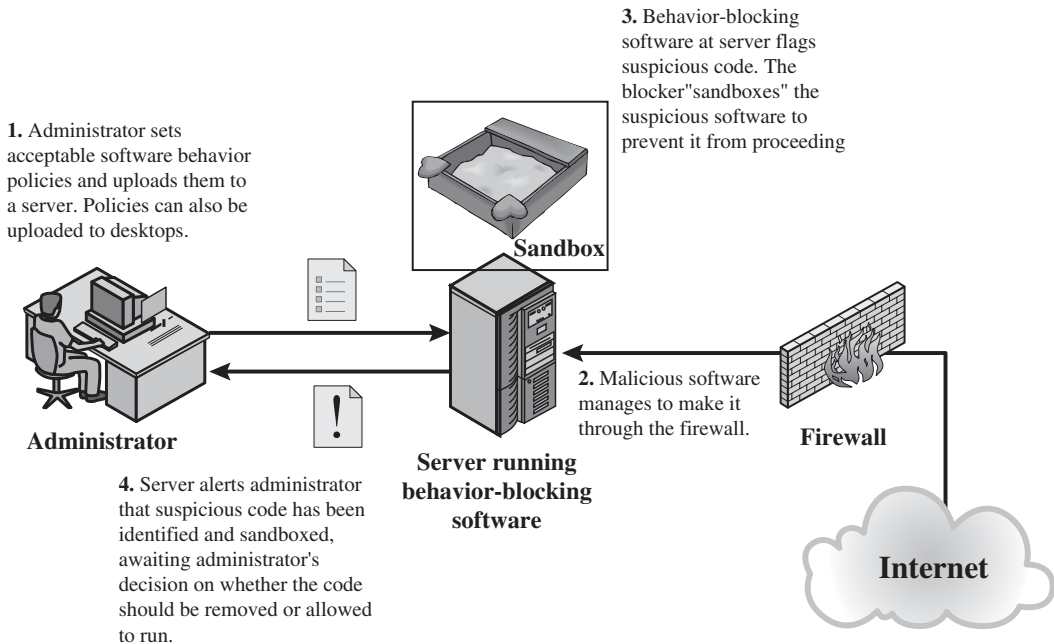 1. Administrator sets
acceptable software behavior
policies and uploads them to
a server. Policies can also be
uploaded to desktops.
3. Behavior-blocking
software at server flags
suspicious code. The
blocker"sandboxes" the
suspicious software to
prevent it from proceeding
Sandbox
!
2. Malicious software
manages to make it
through the firewall.
Administrator
Firewall
Server running
behavior-blocking
software
4. Server alerts administrator
that suspicious code has been
identified and sandboxed,
awaiting administrator's
decision on whether the code
should be removed or allowed
to run.
Internet